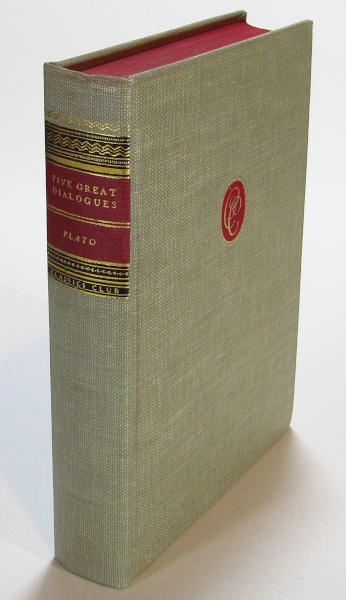 FIVE GREAT
DIALOGUES
PLATO
CLASSICS CLUB